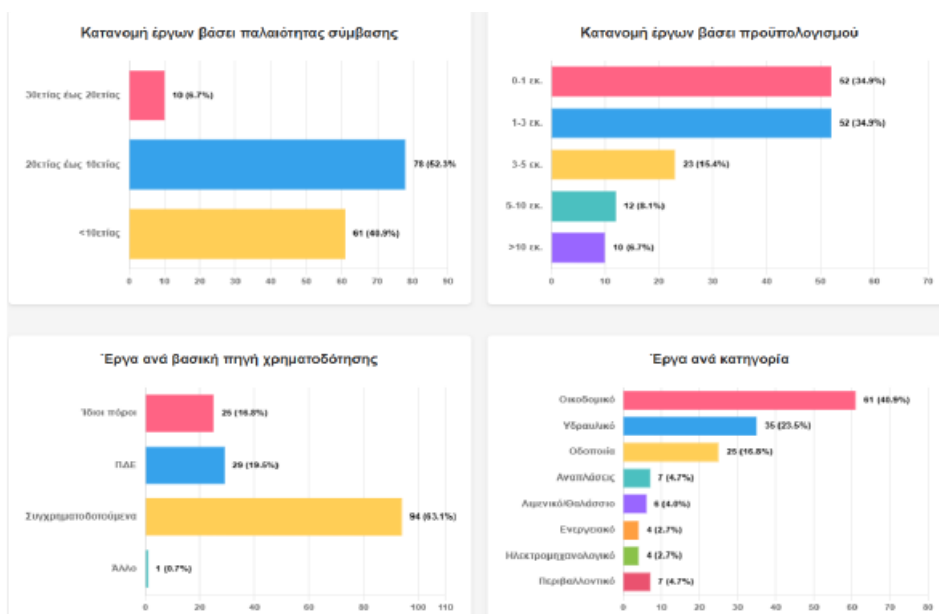 Κατανομή έργων βάσει παλαιότητας σύμβασης
30ετίας έως 20ετίας
10 (6.7%)
20ετίας έως 10ετίας
78 (52.3%
<10ετίας
61 (40.9%)
0 10 20 30 40 50 60 70 80 90
Κατανομή έργων βάσει προϋπολογισμού
0-1 εκ.
52 (34.9%)
1-3 εκ.
52 (34.9%)
3-5 εκ.
23 (15.4%)
5-10 εκ.
12 (8.1%)
>10 εκ.
10 (6.7%)
0 10 20 30 40 50 60 70
Έργα ανά βασική πηγή χρηματοδότησης
Ίδιοι πόροι
25 (16.8%)
ΠΔΕ
29 (19.5%)
Συγχρηματοδοτούμενα
94 (63.1%)
Άλλο
1 (0.7%)
0 20 40 60 80 100 110
Έργα ανά κατηγορία
Οικοδομικό
61 (40.9%)
Υδραυλικό
35 (23.5%)
Οδοποιία
25 (16.8%)
Αναπλάσεις
7 (4.7%)
Λιμενικό/Θαλάσσιο
6 (4.0%)
Ενεργειακό
4 (2.7%)
Ηλεκτρομηχανολογικό
4 (2.7%)
Περιβαλλοντικό
7 (4.7%)
0 10 20 30 40 50 60 70 80